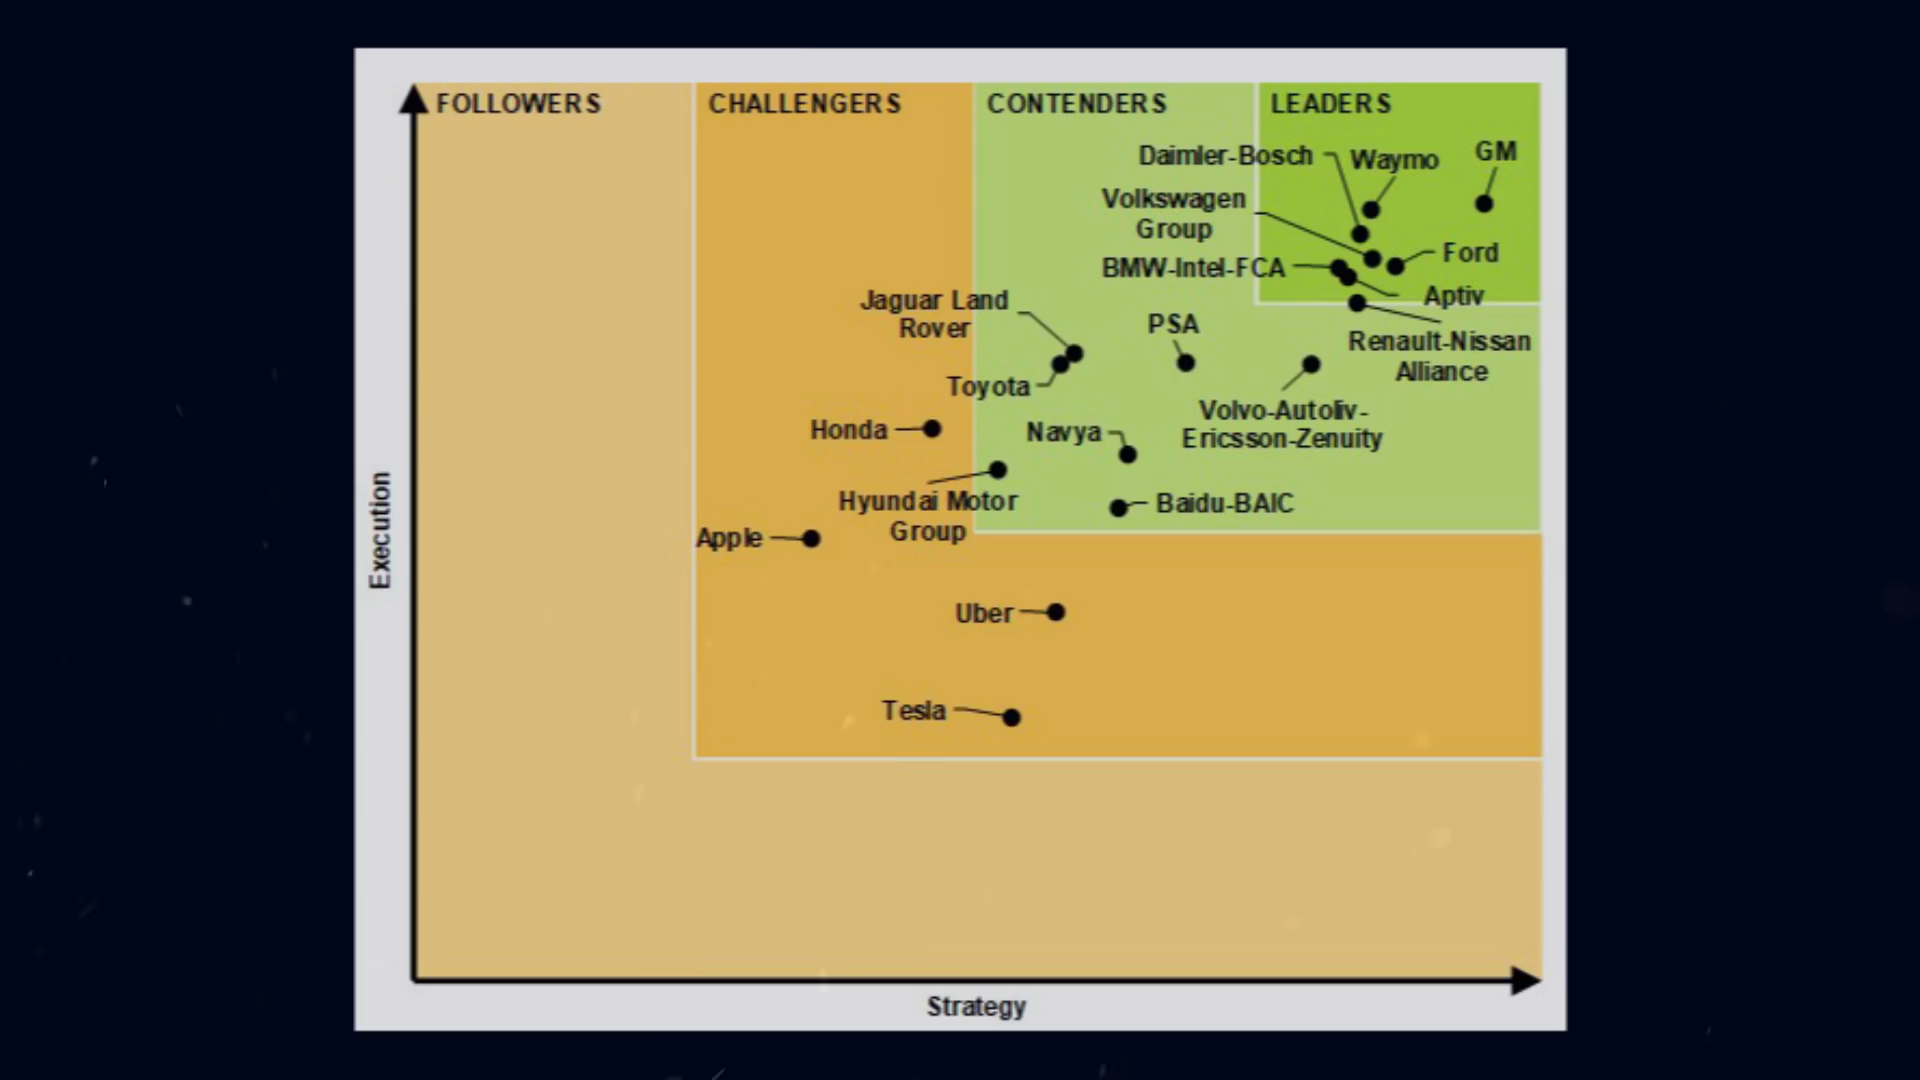 FOLLOWERS
CHALLENGERS
CONTENDERS
LEADERS
Daimler-Bosch
Waymo
GM
Volkswagen
Group
Ford
BMW-Intel-FCA
Aptiv
Jaguar Land
Rover
PSA
Renault-Nissan
Alliance
Toyota
Volvo-Autoliv-
Ericsson-Zenuity
Honda
Navya
Hyundai Motor
Group
Baidu-BAIC
Apple
Uber
Tesla
Execution
Strategy